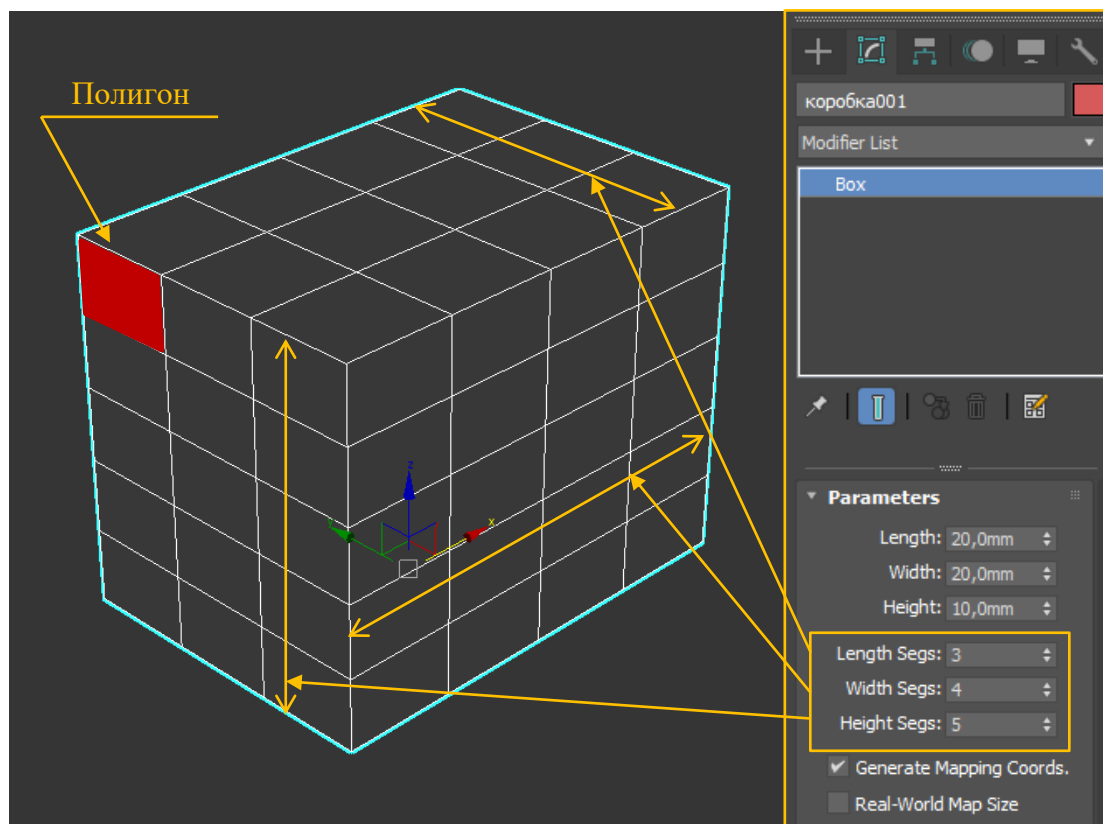 Полигон
коробка001
Modifier List
Box
Parameters
Length: 20,0mm
Width: 20,0mm
Height: 10,0mm
Length Segs: 3
Width Segs: 4
Height Segs: 5
Generate Mapping Coords.
Real-World Map Size
z
x